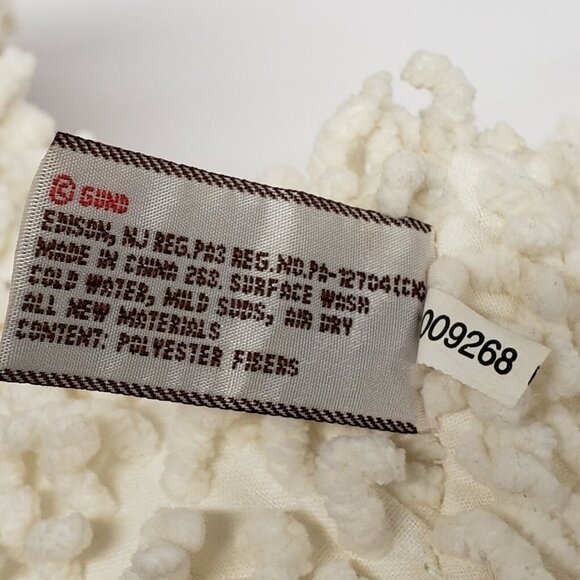 © GUND
EDISON, NJ REG.PA3 REG.NO.PA-12704(CN)
MADE IN CHINA 263. SURFACE WASH
COLD WATER, MILD SUDS, AIR DRY
ALL NEW MATERIALS
CONTENT: POLYESTER FIBERS
009268